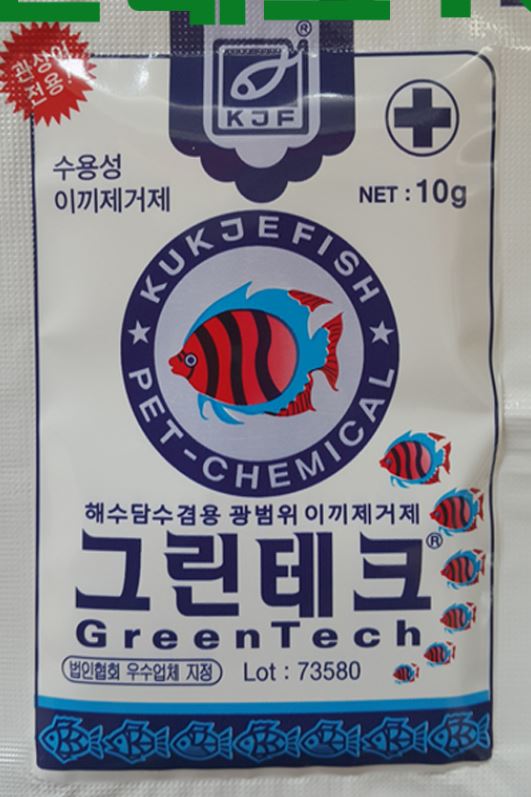 관상어
전용!
®
KJF
수용성
이끼제거제
NET : 10g
KUKJEFISH
PET-CHEMICAL
해수담수겸용 광범위 이끼제거제
그린테크®
GreenTech
법인협회 우수업체 지정 Lot : 73580